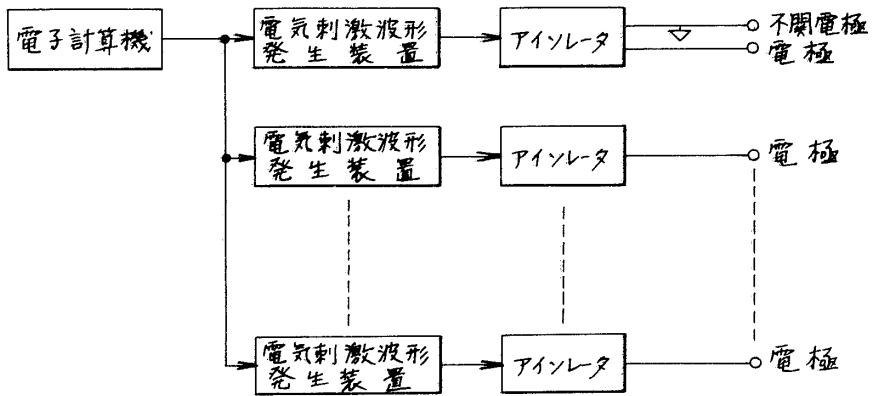 電子計算機
電気刺激波形
発生装置
アイソレータ
不関電極
電極
電気刺激波形
発生装置
アイソレータ
電極
電気刺激波形
発生装置
アイソレータ
電極